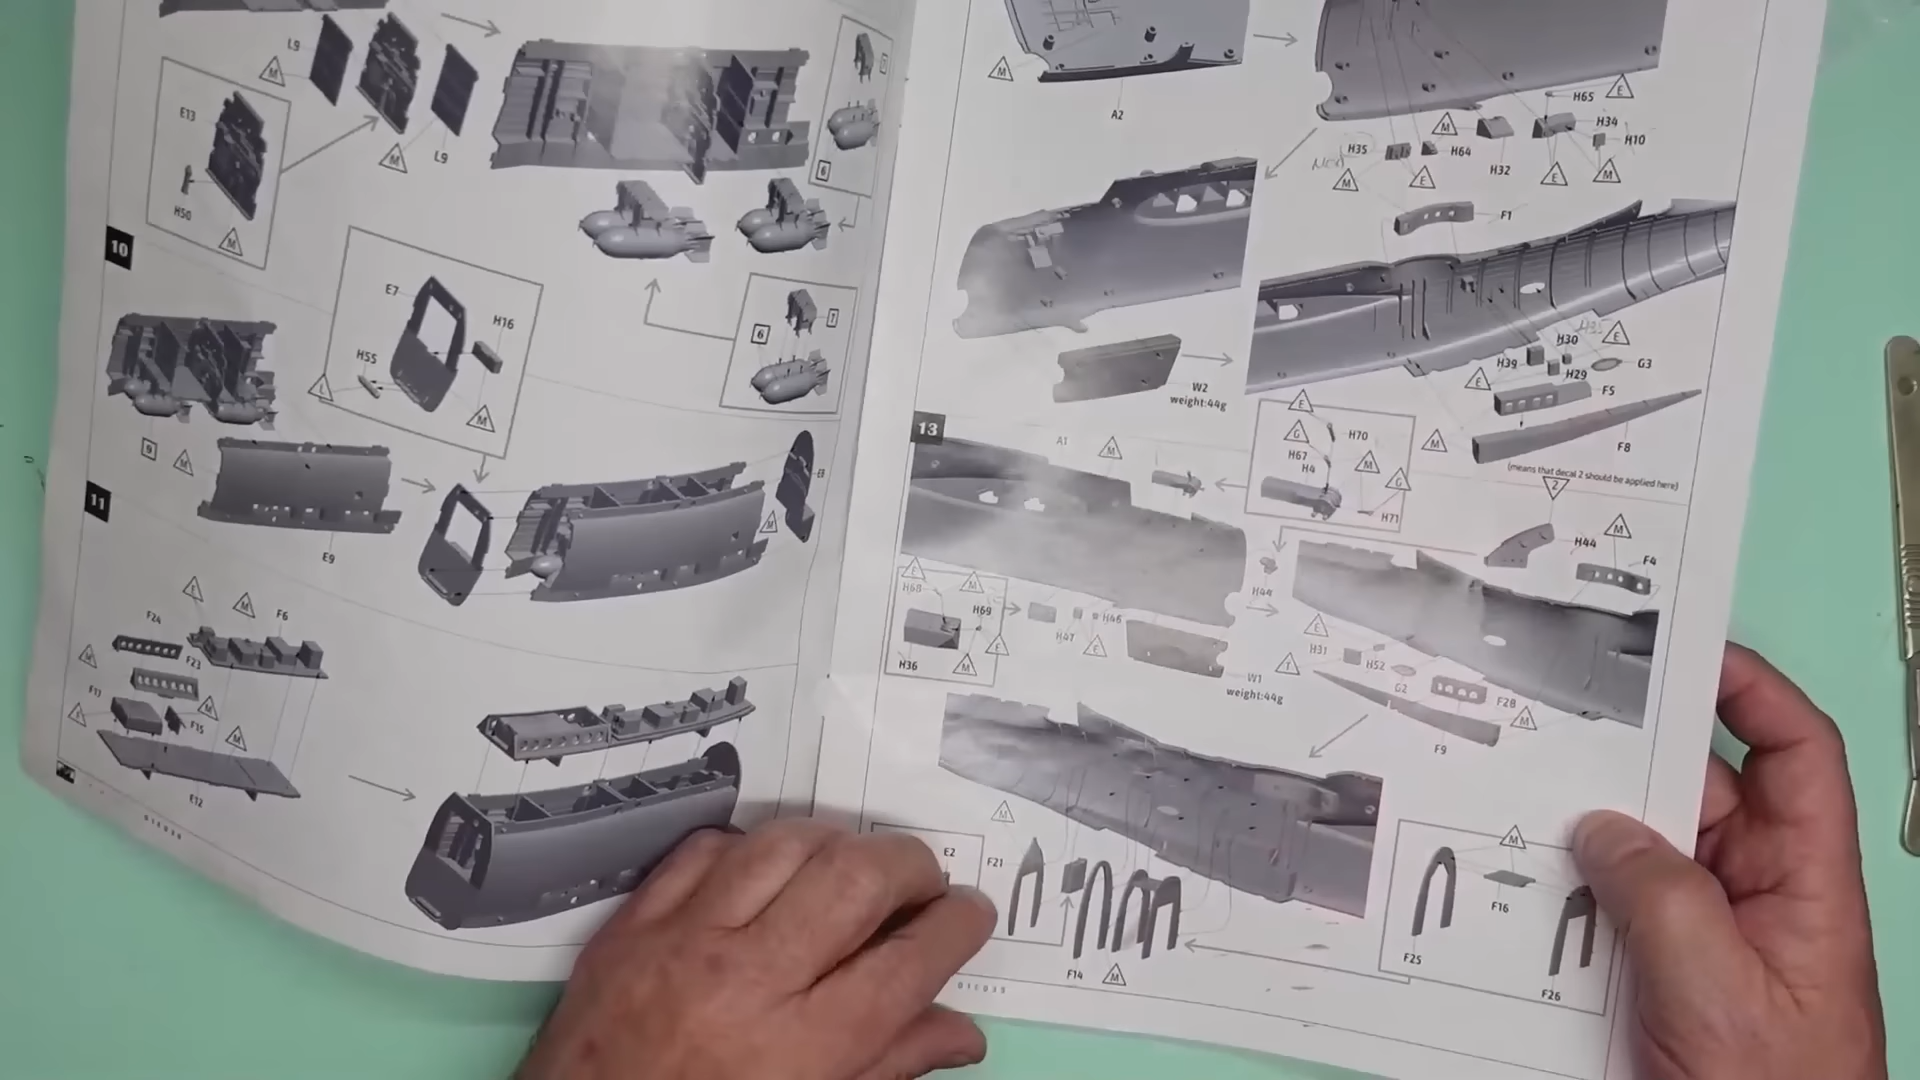 L9
M
E13
L9
M
H50
M
6
10
E7
H16
H55
L
M
6
9
M
E9
E8
M
11
F24
M
F6
M
F23
F17
M
F15
M
E12
M
A2
E
H65
M
H34
H10
H35
H64
H32
M
E
E
M
F1
W2
weight:44g
E
H30
H39
G3
H29
E
F5
M
F8
(means that decal 2 should be applied here)
2
13
A1
M
E
H70
G
H67
H4
M
G
H71
H44
M
F4
E
H68
M
H69
H47
H46
E
E
H36
M
H44
W1
weight:44g
E
H31
H52
G2
F28
M
F9
M
E2
F21
F14
M
M
F16
F25
F26